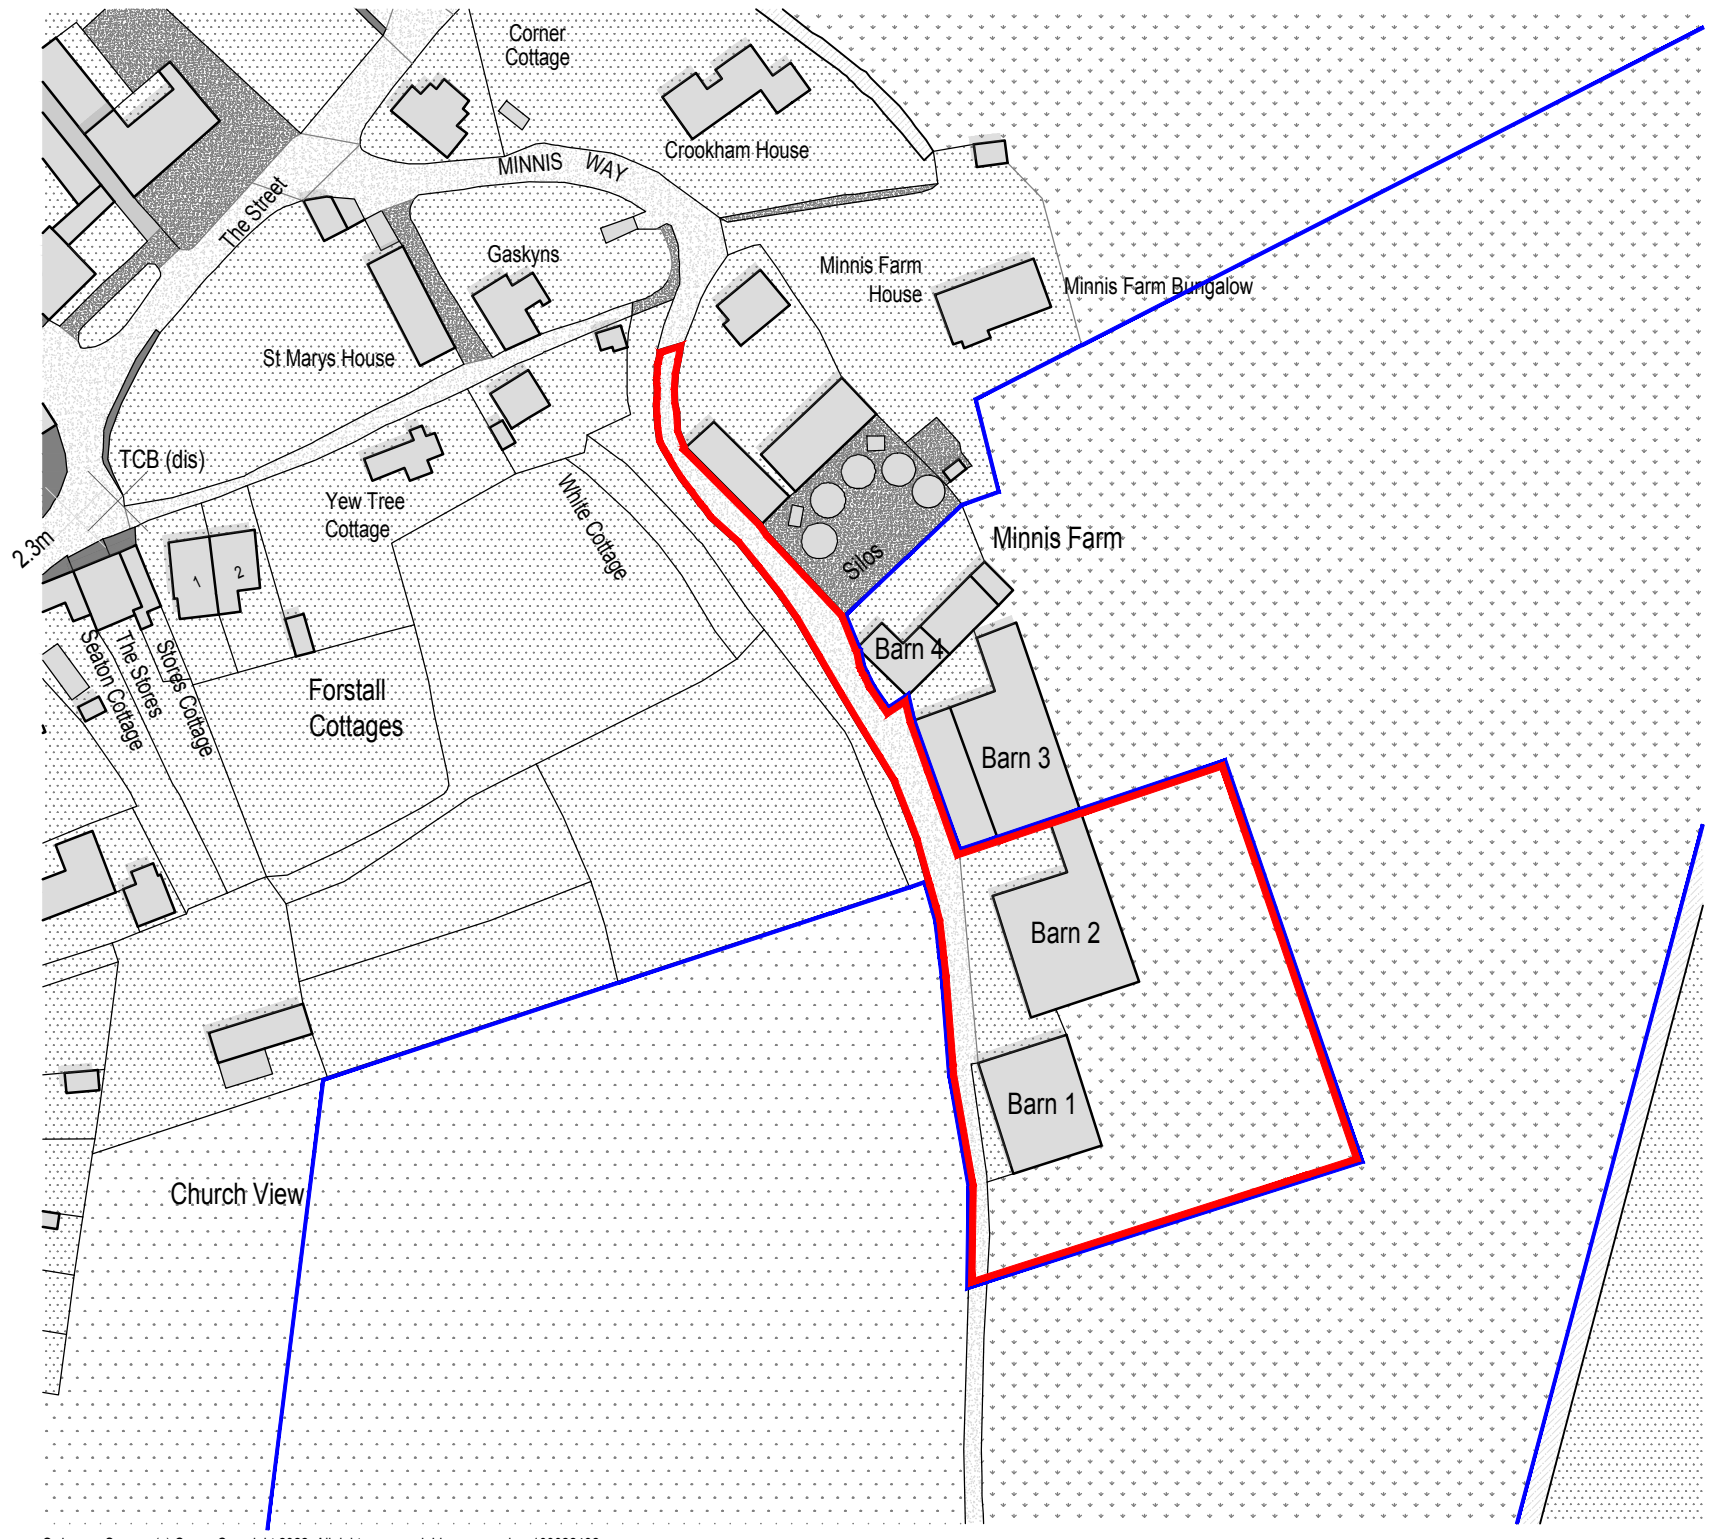 Corner
Cottage
Crookham House
MINNIS WAY
The Street
Gaskyns
Minnis Farm
House
Minnis Farm Bungalow
St Marys House
TCB (dis)
Yew Tree
Cottage
White Cottage
2.3m
Minnis Farm
Silos
1
2
Barn 4
Seaton Cottage
The Stores
Stores Cottage
Forstall
Cottages
Barn 3
Barn 2
Barn 1
Church View